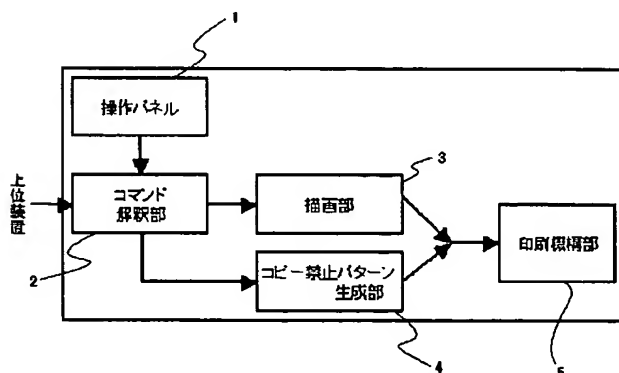 1
操作パネル
3
上位装置
コマンド
解釈部
描画部
印刷機構部
2
コピー禁止パターン
生成部
4
5